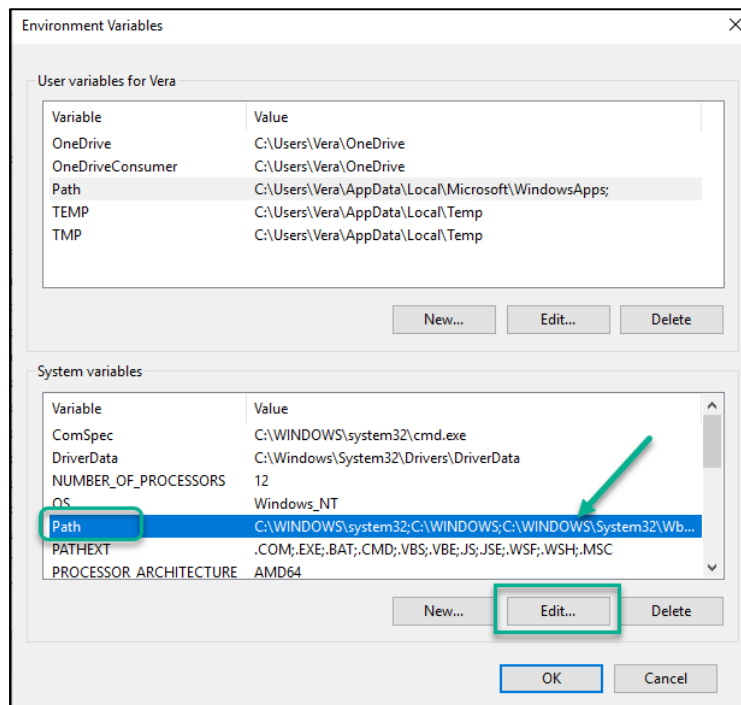 Environment Variables
User variables for Vera
Variable Value
OneDrive C:\Users\Vera\OneDrive
OneDriveConsumer C:\Users\Vera\OneDrive
Path C:\Users\Vera\AppData\Local\Microsoft\WindowsApps;
TEMP C:\Users\Vera\AppData\Local\Temp
TMP C:\Users\Vera\AppData\Local\Temp
New... Edit... Delete
System variables
Variable Value
ComSpec C:\WINDOWS\system32\cmd.exe
DriverData C:\Windows\System32\Drivers\DriverData
NUMBER_OF_PROCESSORS 12
OS Windows_NT
Path C:\WINDOWS\system32;C:\WINDOWS;C:\WINDOWS\System32\Wb...
PATHEXT .COM;.EXE;.BAT;.CMD;.VBS;.VBE;.JS;.JSE;.WSF;.WSH;.MSC
PROCESSOR_ARCHITECTURE AMD64
New... Edit... Delete
OK Cancel